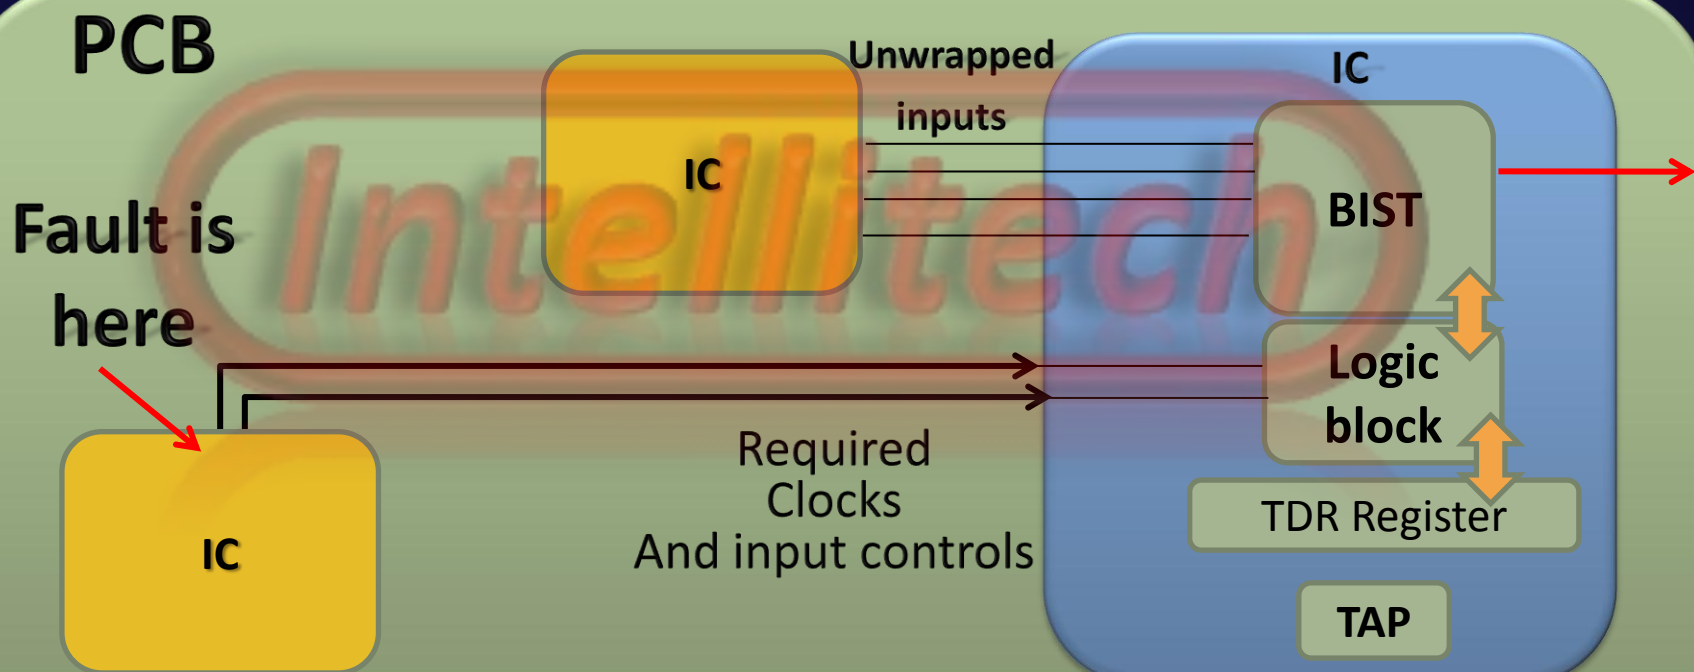 PCB
Unwrapped
inputs
IC
IC
BIST
Fault is
here
Logic
block
Required
Clocks
And input controls
TDR Register
IC
TAP
Intellitech